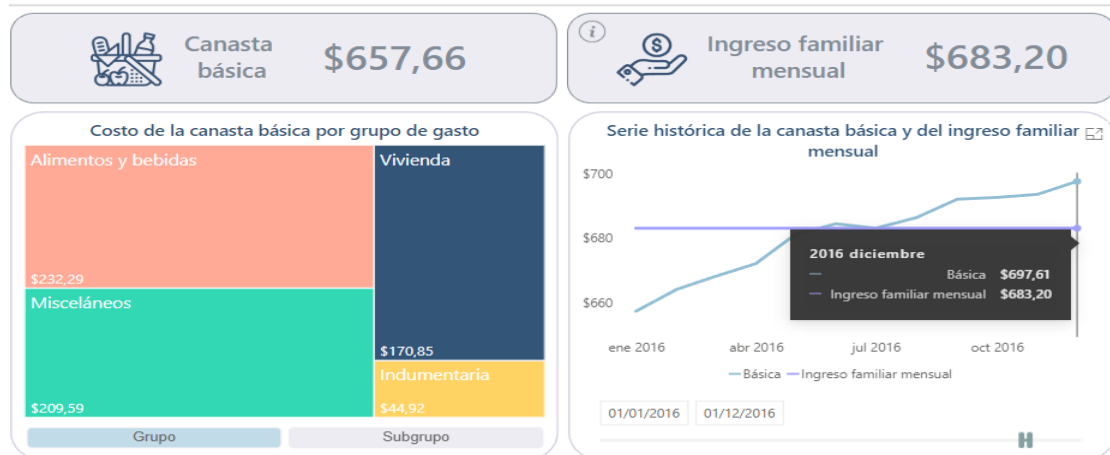 Canasta
básica
$657,66
Ingreso familiar
mensual
$683,20
Costo de la canasta básica por grupo de gasto
Alimentos y bebidas
$232,29
Misceláneos
$209,59
Vivienda
$170,85
Indumentaria
$44,92
Grupo
Subgrupo
Serie histórica de la canasta básica y del ingreso familiar
mensual
$700
$680
$660
2016 diciembre
Básica $697,61
Ingreso familiar mensual $683,20
ene 2016 abr 2016 jul 2016 oct 2016
Básica Ingreso familiar mensual
01/01/2016 01/12/2016